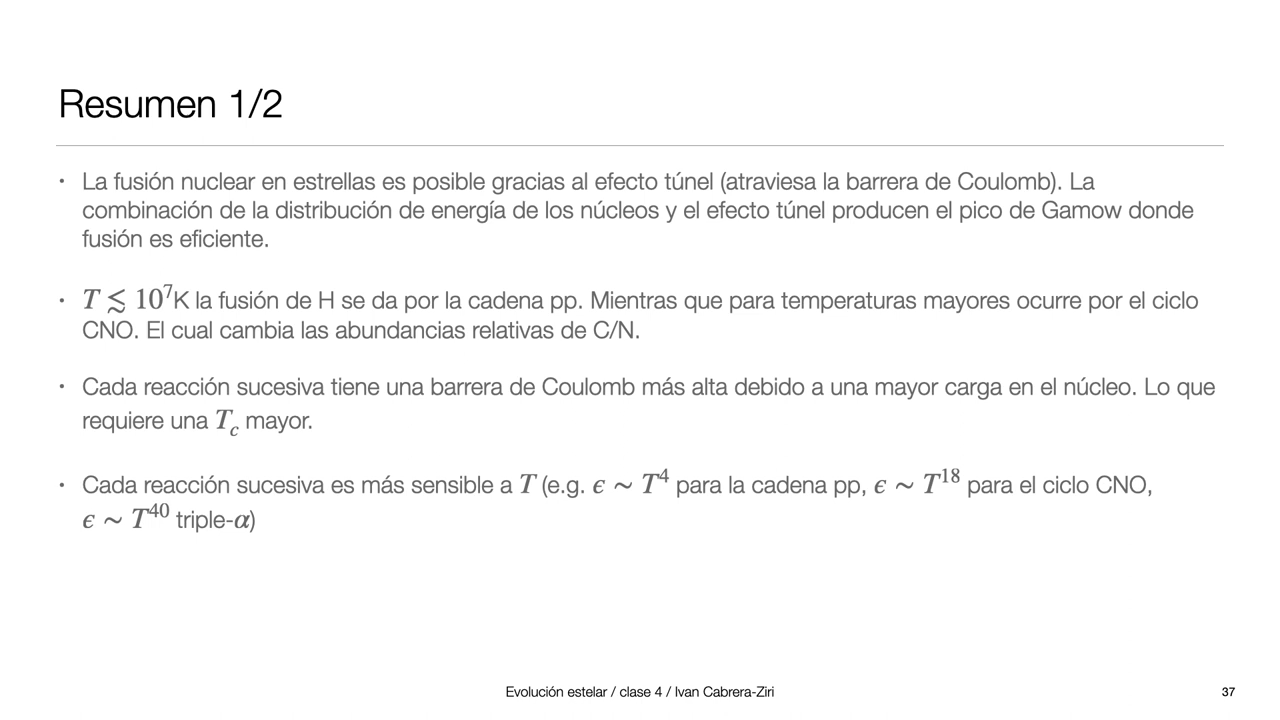 Resumen 1/2
• La fusión nuclear en estrellas es posible gracias al efecto túnel (atraviesa la barrera de Coulomb). La
combinación de la distribución de energía de los núcleos y el efecto túnel producen el pico de Gamow donde
fusión es eficiente.
• T ≲ 10⁷K la fusión de H se da por la cadena pp. Mientras que para temperaturas mayores ocurre por el ciclo
CNO. El cual cambia las abundancias relativas de C/N.
• Cada reacción sucesiva tiene una barrera de Coulomb más alta debido a una mayor carga en el núcleo. Lo que
requiere una T_c mayor.
• Cada reacción sucesiva es más sensible a T (e.g. ϵ ∼ T⁴ para la cadena pp, ϵ ∼ T¹⁸ para el ciclo CNO,
ϵ ∼ T⁴⁰ triple-α)
Evolución estelar / clase 4 / Ivan Cabrera-Ziri
37